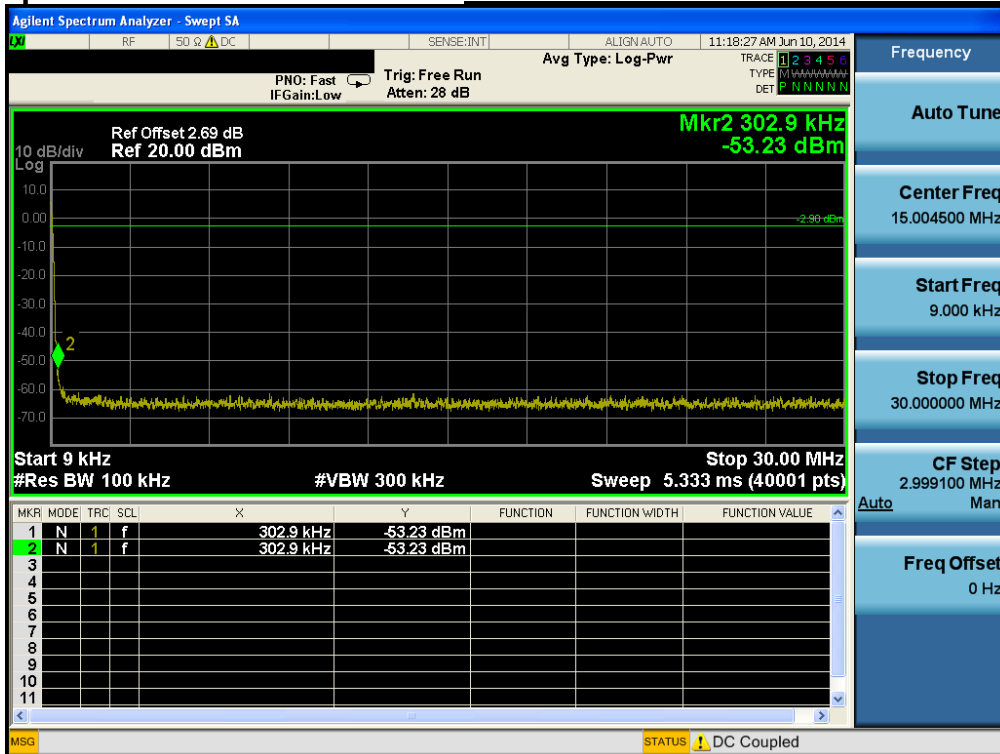 Agilent Spectrum Analyzer - Swept SA
LXI RF 50 Ω DC SENSE:INT ALIGN AUTO 11:18:27 AM Jun 10, 2014
Avg Type: Log-Pwr
TRACE 1 2 3 4 5 6
TYPE M
DET P N N N N N
PNO: Fast
IFGain:Low
Trig: Free Run
Atten: 28 dB
Mkr2 302.9 kHz
-53.23 dBm
Ref Offset 2.69 dB
10 dB/div Ref 20.00 dBm
Log
10.0
0.00
-2.90 dBm
-10.0
-20.0
-30.0
-40.0
2
-50.0
-60.0
-70.0
Start 9 kHz Stop 30.00 MHz
#Res BW 100 kHz #VBW 300 kHz Sweep 5.333 ms (40001 pts)
MKR MODE TRC SCL X Y FUNCTION FUNCTION WIDTH FUNCTION VALUE
1 N 1 f 302.9 kHz -53.23 dBm
2 N 1 f 302.9 kHz -53.23 dBm
3
4
5
6
7
8
9
10
11
MSG STATUS DC Coupled
Frequency
Auto Tune
Center Freq
15.004500 MHz
Start Freq
9.000 kHz
Stop Freq
30.000000 MHz
CF Step
2.999100 MHz
Auto Man
Freq Offset
0 Hz